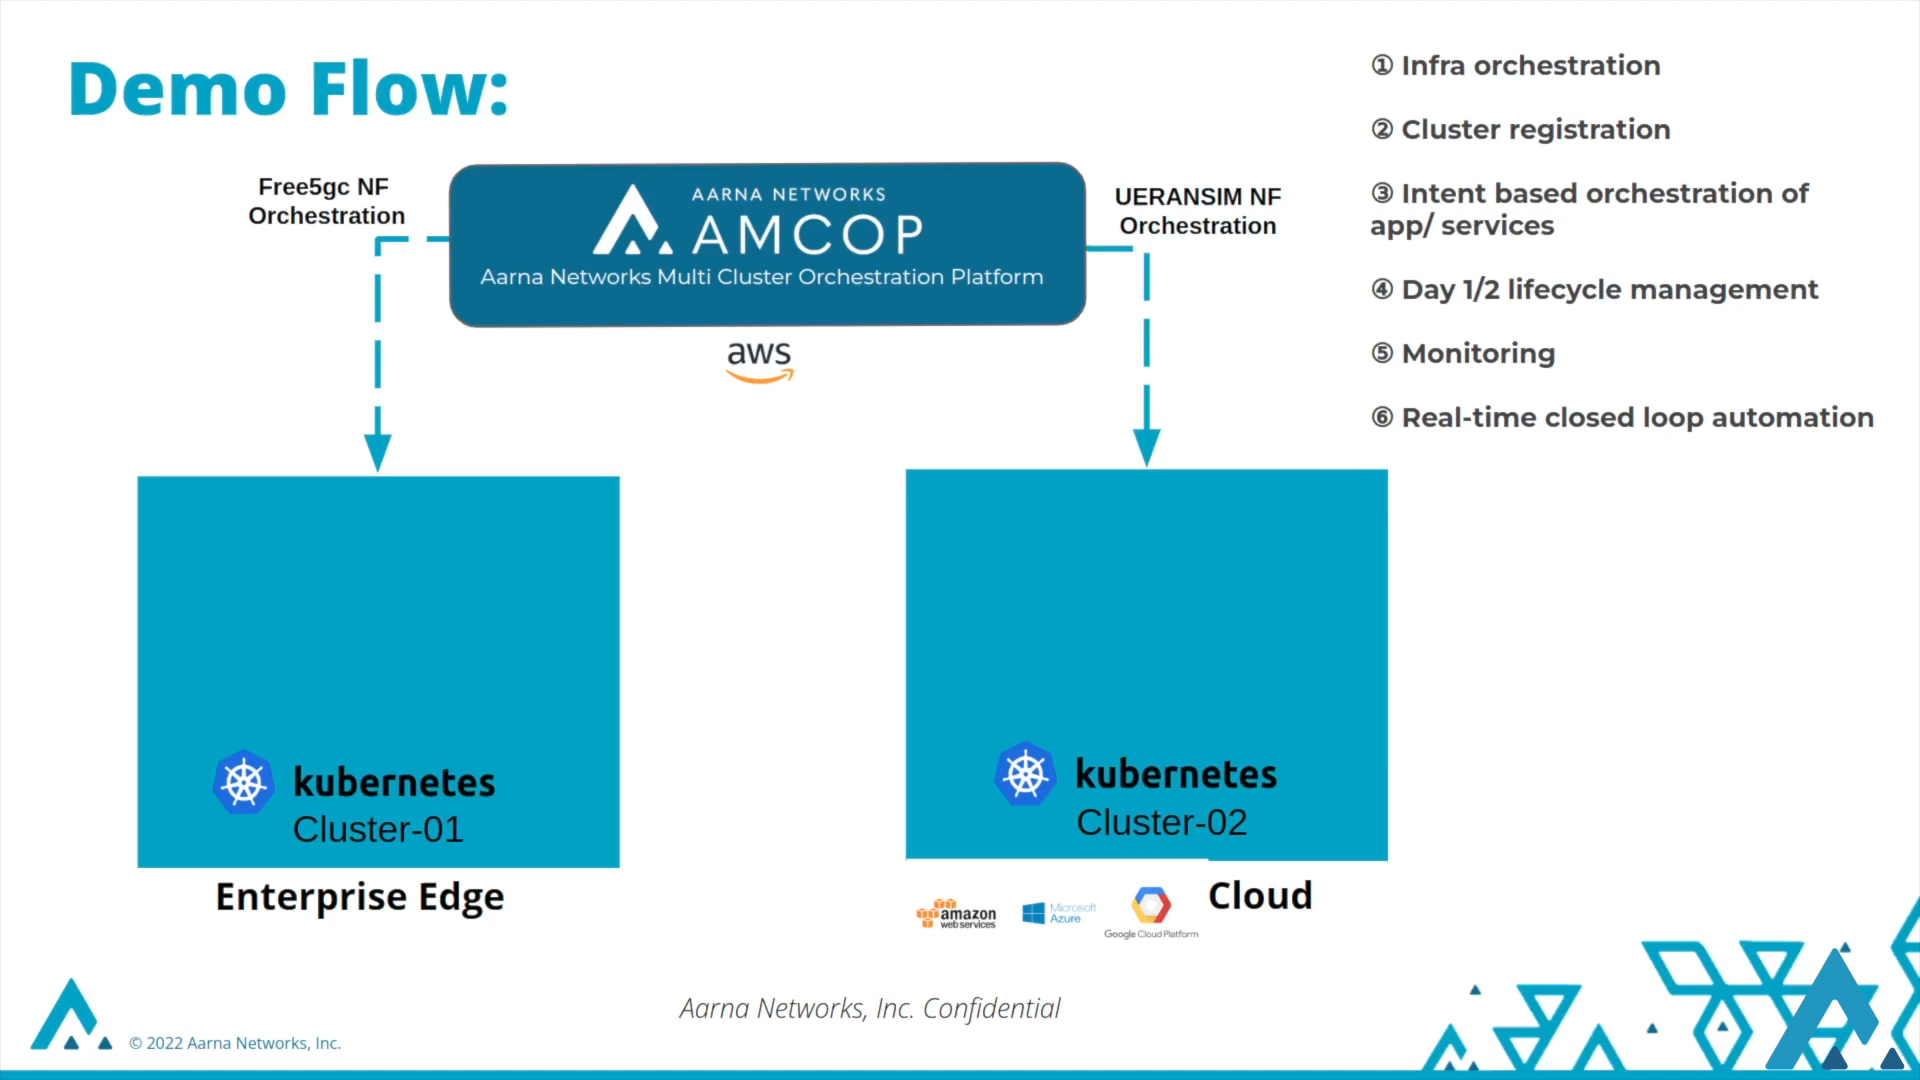 Demo Flow:
① Infra orchestration
② Cluster registration
③ Intent based orchestration of
app/ services
④ Day 1/2 lifecycle management
⑤ Monitoring
⑥ Real-time closed loop automation
Free5gc NF
Orchestration
AARNA NETWORKS
AMCOP
Aarna Networks Multi Cluster Orchestration Platform
UERANSIM NF
Orchestration
aws
kubernetes
Cluster-01
Enterprise Edge
kubernetes
Cluster-02
Cloud
amazon
web services
Microsoft
Azure
Google Cloud Platform
Aarna Networks, Inc. Confidential
© 2022 Aarna Networks, Inc.